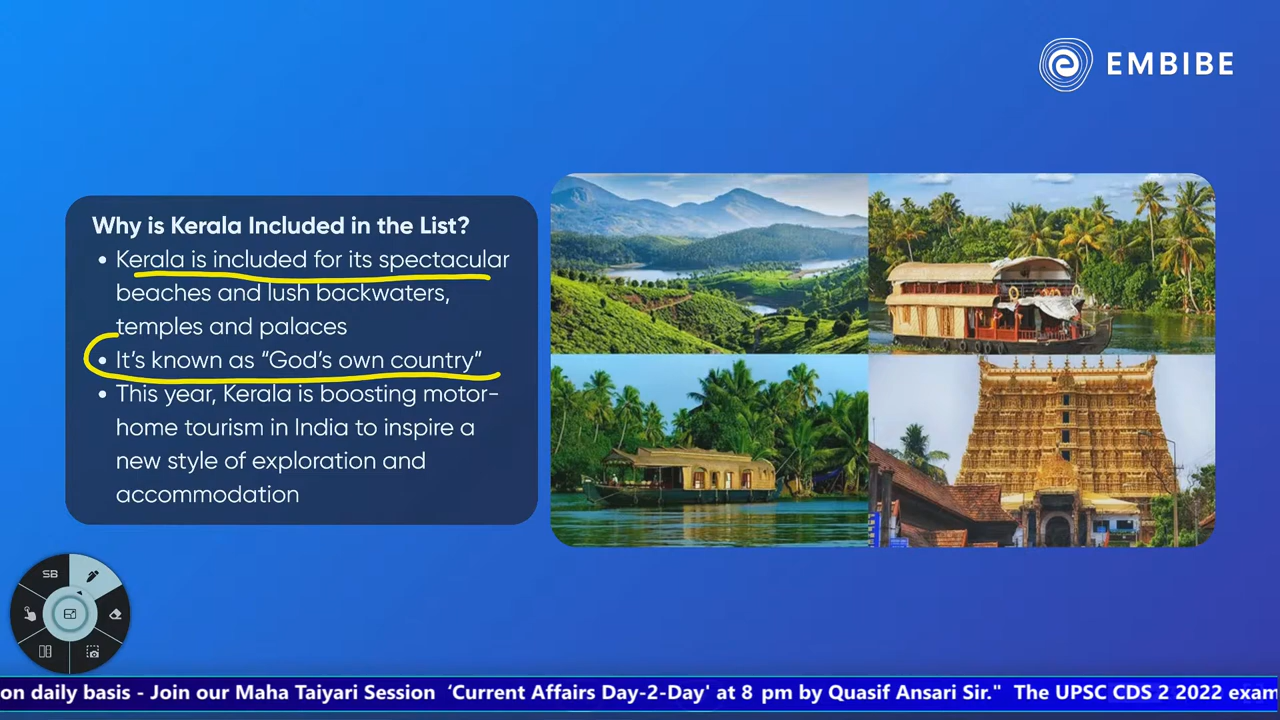 EMBIBE
Why is Kerala Included in the List?
• Kerala is included for its spectacular
beaches and lush backwaters,
temples and palaces
• It's known as “God's own country”
• This year, Kerala is boosting motor-
home tourism in India to inspire a
new style of exploration and
accommodation
SB
on daily basis - Join our Maha Taiyari Session ‘Current Affairs Day-2-Day' at 8 pm by Quasif Ansari Sir." The UPSC CDS 2 2022 exam